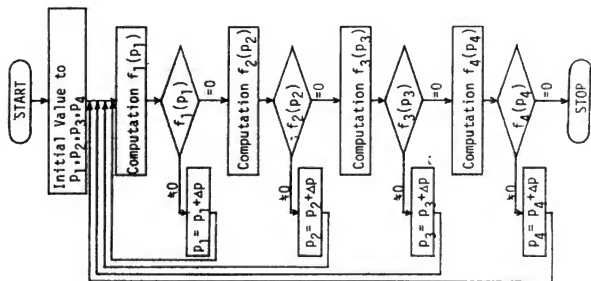 START
Initial Value to
p₁,p₂,p₃,p₄
Computation f₁(p₁)
f₁(p₁)
=0
≠0
p₁= p₁+Δp
Computation f₂(p₂)
f₂(p₂)
=0
≠0
p₂= p₂+Δp
Computation f₃(p₃)
f₃(p₃)
=0
≠0
p₃= p₃+Δp
Computation f₄(p₄)
f₄(p₄)
=0
≠0
p₄= p₄+Δp
STOP